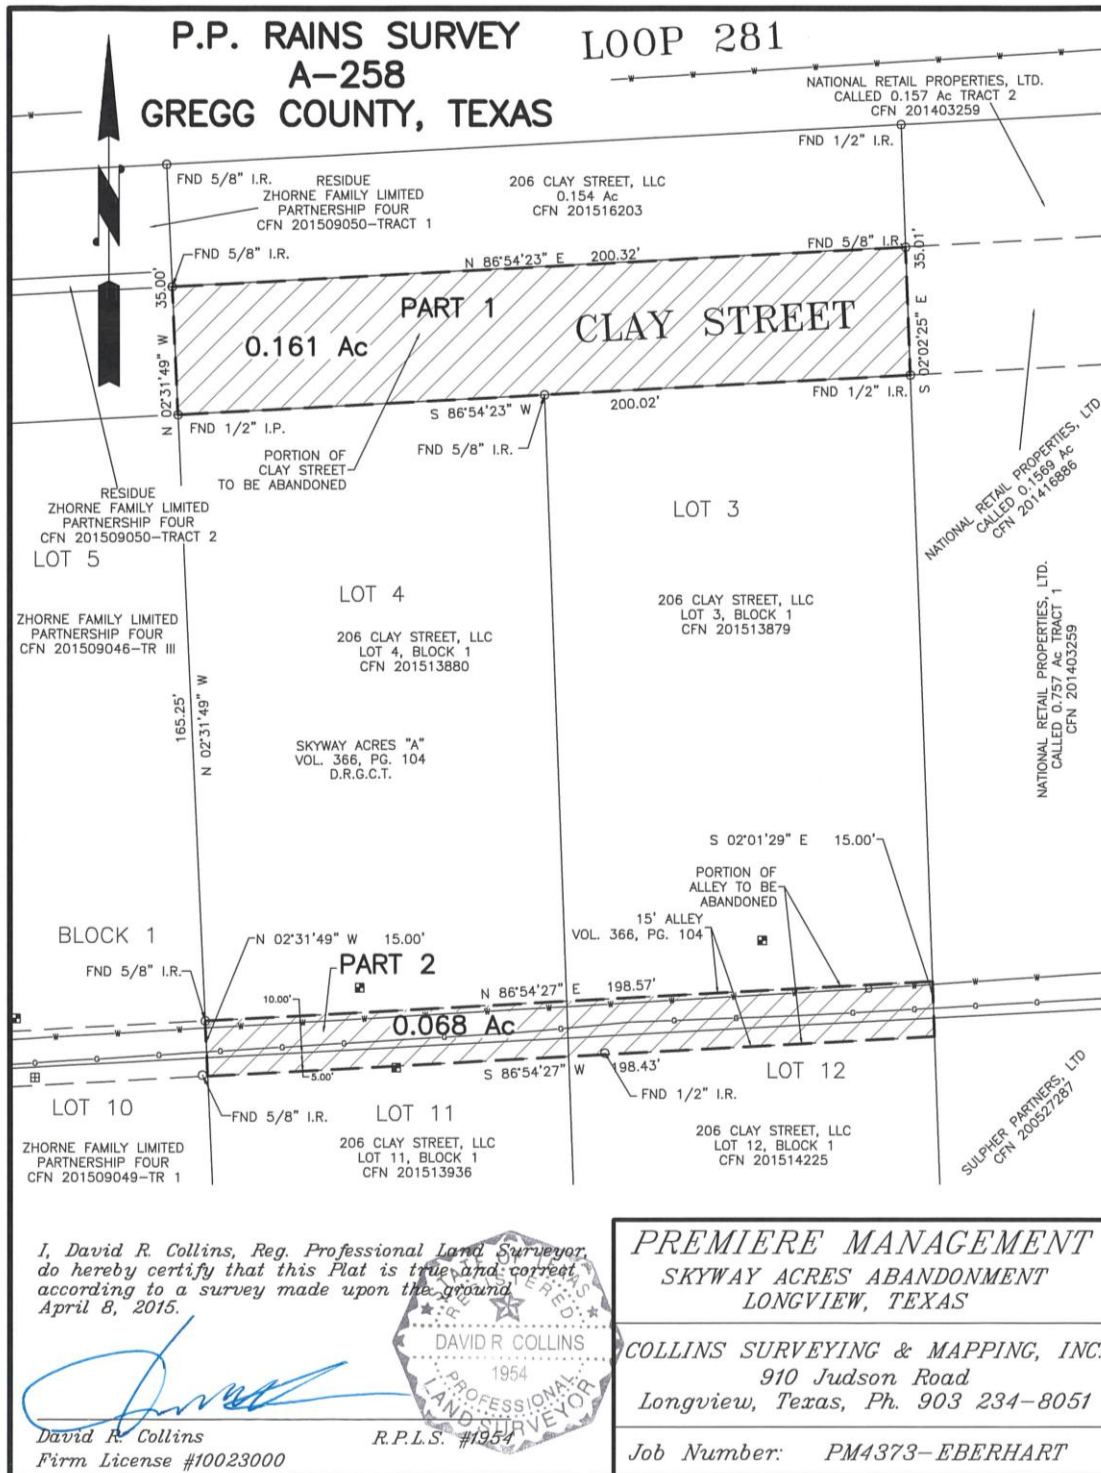 P.P. RAINS SURVEY
A-258
GREGG COUNTY, TEXAS
LOOP 281
NATIONAL RETAIL PROPERTIES, LTD.
CALLED 0.157 Ac TRACT 2
CFN 201403259
FND 1/2" I.R.
FND 5/8" I.R.
RESIDUE
ZHORNE FAMILY LIMITED
PARTNERSHIP FOUR
CFN 201509050-TRACT 1
206 CLAY STREET, LLC
0.154 Ac
CFN 201516203
N
FND 5/8" I.R.
FND 5/8" I.R.
N 86°54'23" E 200.32'
35.01'
35.00'
PART 1
CLAY STREET
0.161 Ac
N 02°31'49" W
S 02°02'25" E
FND 1/2" I.R.
S 86°54'23" W 200.02'
FND 1/2" I.P.
FND 5/8" I.R.
PORTION OF
CLAY STREET
TO BE ABANDONED
RESIDUE
ZHORNE FAMILY LIMITED
PARTNERSHIP FOUR
CFN 201509050-TRACT 2
NATIONAL RETAIL PROPERTIES, LTD.
CALLED 0.1569 Ac
CFN 201416886
LOT 3
LOT 5
LOT 4
ZHORNE FAMILY LIMITED
PARTNERSHIP FOUR
CFN 201509046-TR III
206 CLAY STREET, LLC
LOT 4, BLOCK 1
CFN 201513880
206 CLAY STREET, LLC
LOT 3, BLOCK 1
CFN 201513879
NATIONAL RETAIL PROPERTIES, LTD.
CALLED 0.757 Ac TRACT 1
CFN 201403259
165.25'
N 02°31'49" W
SKYWAY ACRES "A"
VOL. 366, PG. 104
D.R.G.C.T.
S 02°01'29" E 15.00'
PORTION OF
ALLEY TO BE
ABANDONED
15' ALLEY
VOL. 366, PG. 104
BLOCK 1
N 02°31'49" W 15.00'
FND 5/8" I.R.
PART 2
N 86°54'27" E 198.57'
10.00'
0.068 Ac
5.00'
S 86°54'27" W 198.43'
LOT 12
LOT 10
FND 5/8" I.R.
LOT 11
FND 1/2" I.R.
ZHORNE FAMILY LIMITED
PARTNERSHIP FOUR
CFN 201509049-TR 1
206 CLAY STREET, LLC
LOT 11, BLOCK 1
CFN 201513936
206 CLAY STREET, LLC
LOT 12, BLOCK 1
CFN 201514225
SULPHER PARTNERS, LTD
CFN 200527287
I, David R. Collins, Reg. Professional Land Surveyor,
do hereby certify that this Plat is true and correct
according to a survey made upon the ground
April 8, 2015.
STATE OF TEXAS
REGISTERED
DAVID R COLLINS
1954
PROFESSIONAL
LAND SURVEYOR
David R. Collins R.P.L.S. #1954
Firm License #10023000
PREMIERE MANAGEMENT
SKYWAY ACRES ABANDONMENT
LONGVIEW, TEXAS
COLLINS SURVEYING & MAPPING, INC.
910 Judson Road
Longview, Texas, Ph. 903 234-8051
Job Number: PM4373-EBERHART